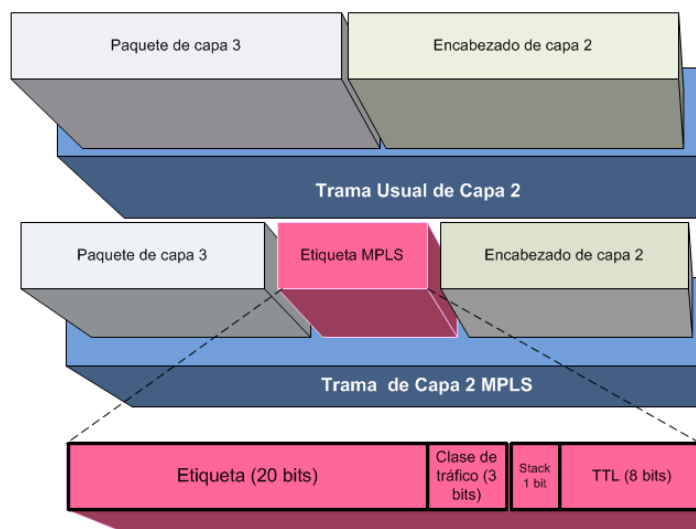 Paquete de capa 3
Encabezado de capa 2
Trama Usual de Capa 2
Paquete de capa 3
Etiqueta MPLS
Encabezado de capa 2
Trama de Capa 2 MPLS
Etiqueta (20 bits)
Clase de
tráfico (3
bits)
Stack
1 bit
TTL (8 bits)